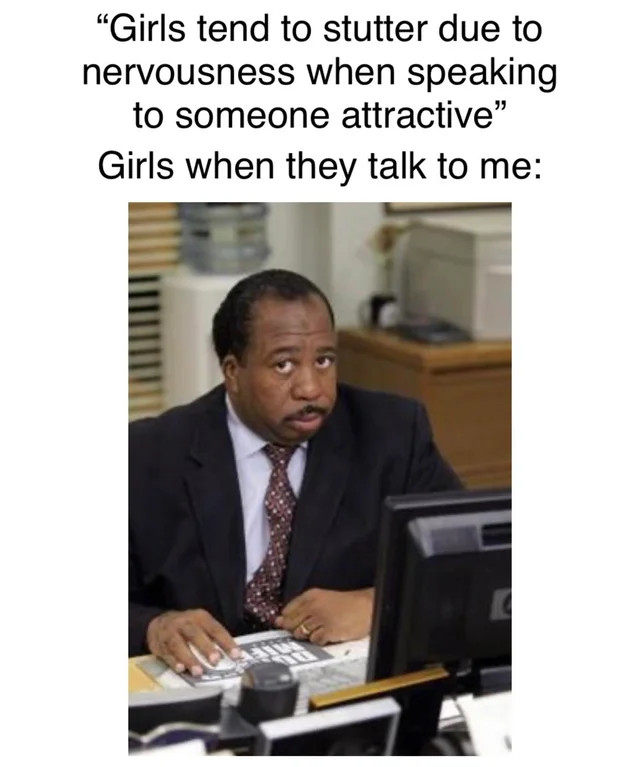 “Girls tend to stutter due to
nervousness when speaking
to someone attractive”
Girls when they talk to me: